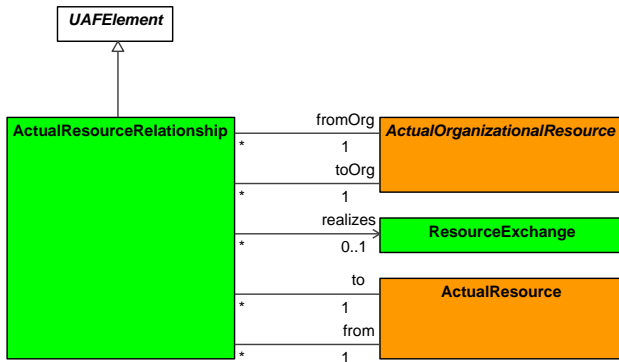 UAFElement
ActualResourceRelationship
fromOrg
ActualOrganizationalResource
* 1
toOrg
* 1
realizes
ResourceExchange
* 0..1
to
ActualResource
* 1
from
* 1